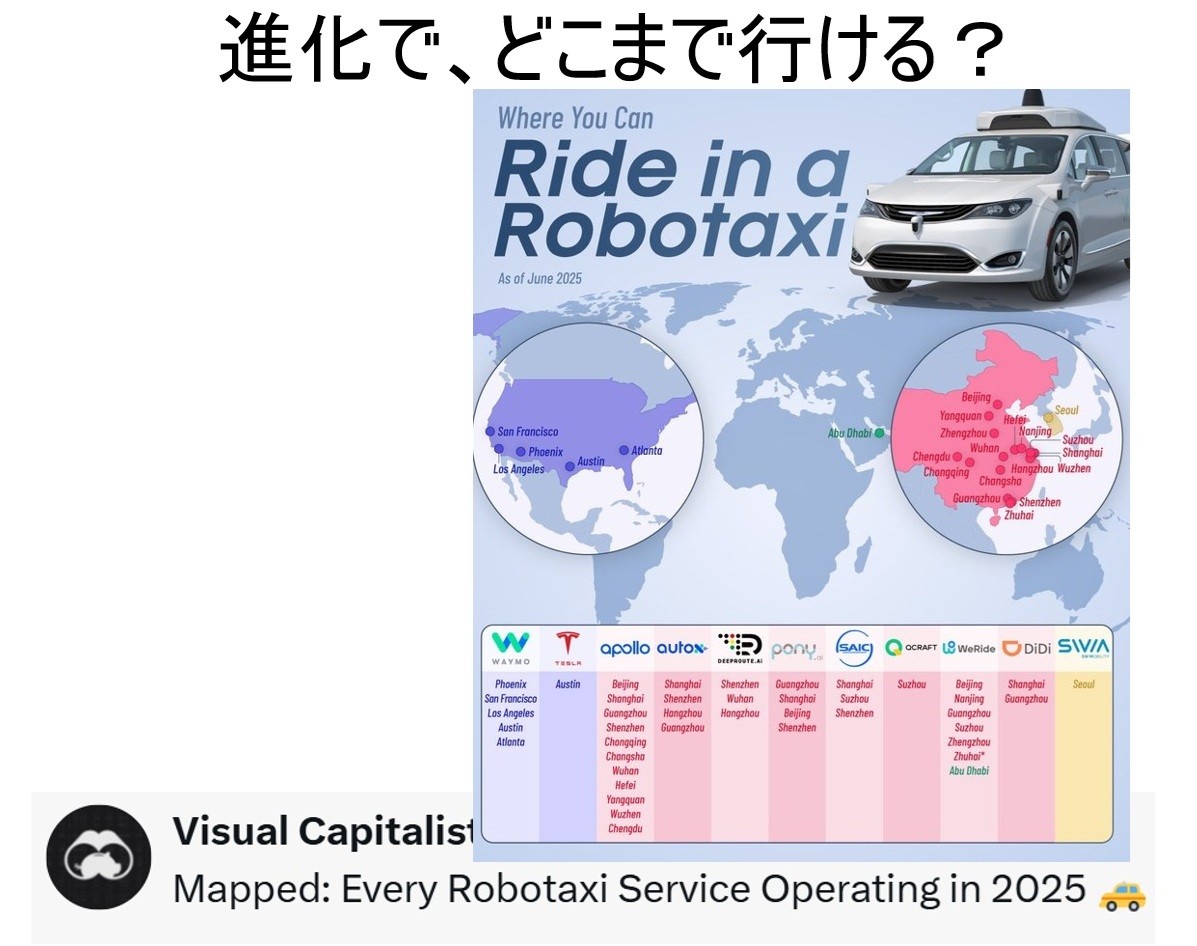 進化で、どこまで行ける？
Where You Can
Ride in a
Robotaxi
As of June 2025
San Francisco
Los Angeles
Phoenix
Austin
Atlanta
Abu Dhabi
Beijing
Yangquan
Zhengzhou
Wuhan
Chengdu
Chongqing
Changsha
Guangzhou
Hefei
Nanjing
Seoul
Suzhou
Shanghai
Hangzhou Wuzhen
Shenzhen
Zhuhai
WAYMO
Phoenix
San Francisco
Los Angeles
Austin
Atlanta
TESLA
Austin
apollo
Beijing
Shanghai
Guangzhou
Shenzhen
Chongqing
Changsha
Wuhan
Hefei
Yangquan
Wuzhen
Chengdu
autox
Shanghai
Shenzhen
Hangzhou
Guangzhou
DEEPROUTE.AI
Shenzhen
Wuhan
Hangzhou
pony.ai
Guangzhou
Shanghai
Beijing
Shenzhen
SAIC
Shanghai
Suzhou
Shenzhen
QCRAFT
Suzhou
WeRide
Beijing
Nanjing
Guangzhou
Suzhou
Zhengzhou
Zhuhai*
Abu Dhabi
DiDi
Shanghai
Guangzhou
SWM
Seoul
Visual Capitalist
Mapped: Every Robotaxi Service Operating in 2025